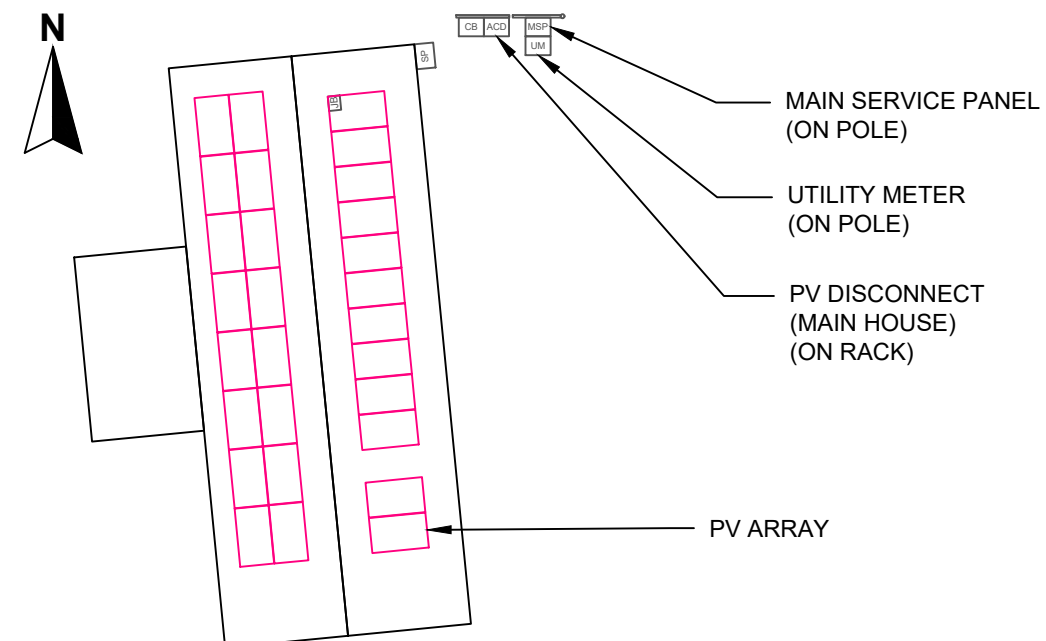 N
CB ACD MSP
UM
SP
JB
MAIN SERVICE PANEL
(ON POLE)
UTILITY METER
(ON POLE)
PV DISCONNECT
(MAIN HOUSE)
(ON RACK)
PV ARRAY